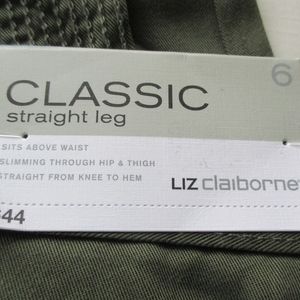 6
CLASSIC
straight leg
SITS ABOVE WAIST
SLIMMING THROUGH HIP & THIGH
STRAIGHT FROM KNEE TO HEM
LIZ claiborne
$44